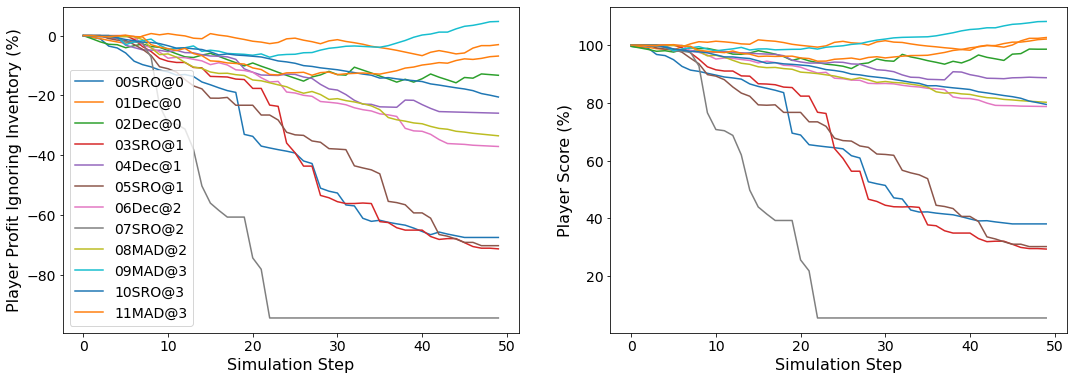 Player Profit Ignoring Inventory (%)
0
−20
−40
−60
−80
00SRO@0
01Dec@0
02Dec@0
03SRO@1
04Dec@1
05SRO@1
06Dec@2
07SRO@2
08MAD@2
09MAD@3
10SRO@3
11MAD@3
0 10 20 30 40 50
Simulation Step
Player Score (%)
100
80
60
40
20
0 10 20 30 40 50
Simulation Step